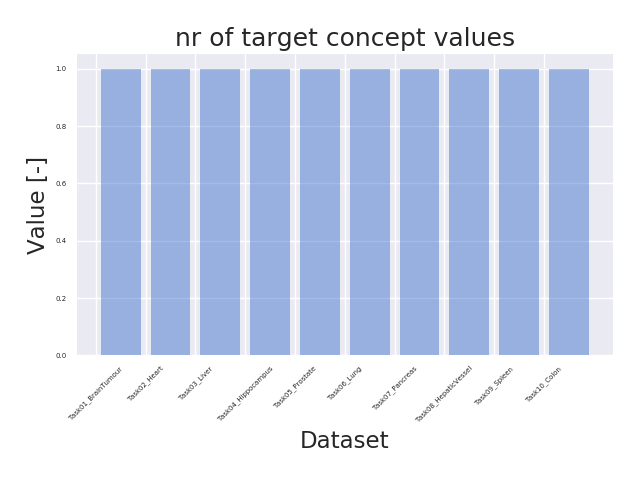 nr of target concept values
Value [-]
1.0
0.8
0.6
0.4
0.2
0.0
Task01_BrainTumour
Task02_Heart
Task03_Liver
Task04_Hippocampus
Task05_Prostate
Task06_Lung
Task07_Pancreas
Task08_HepaticVessel
Task09_Spleen
Task10_Colon
Dataset